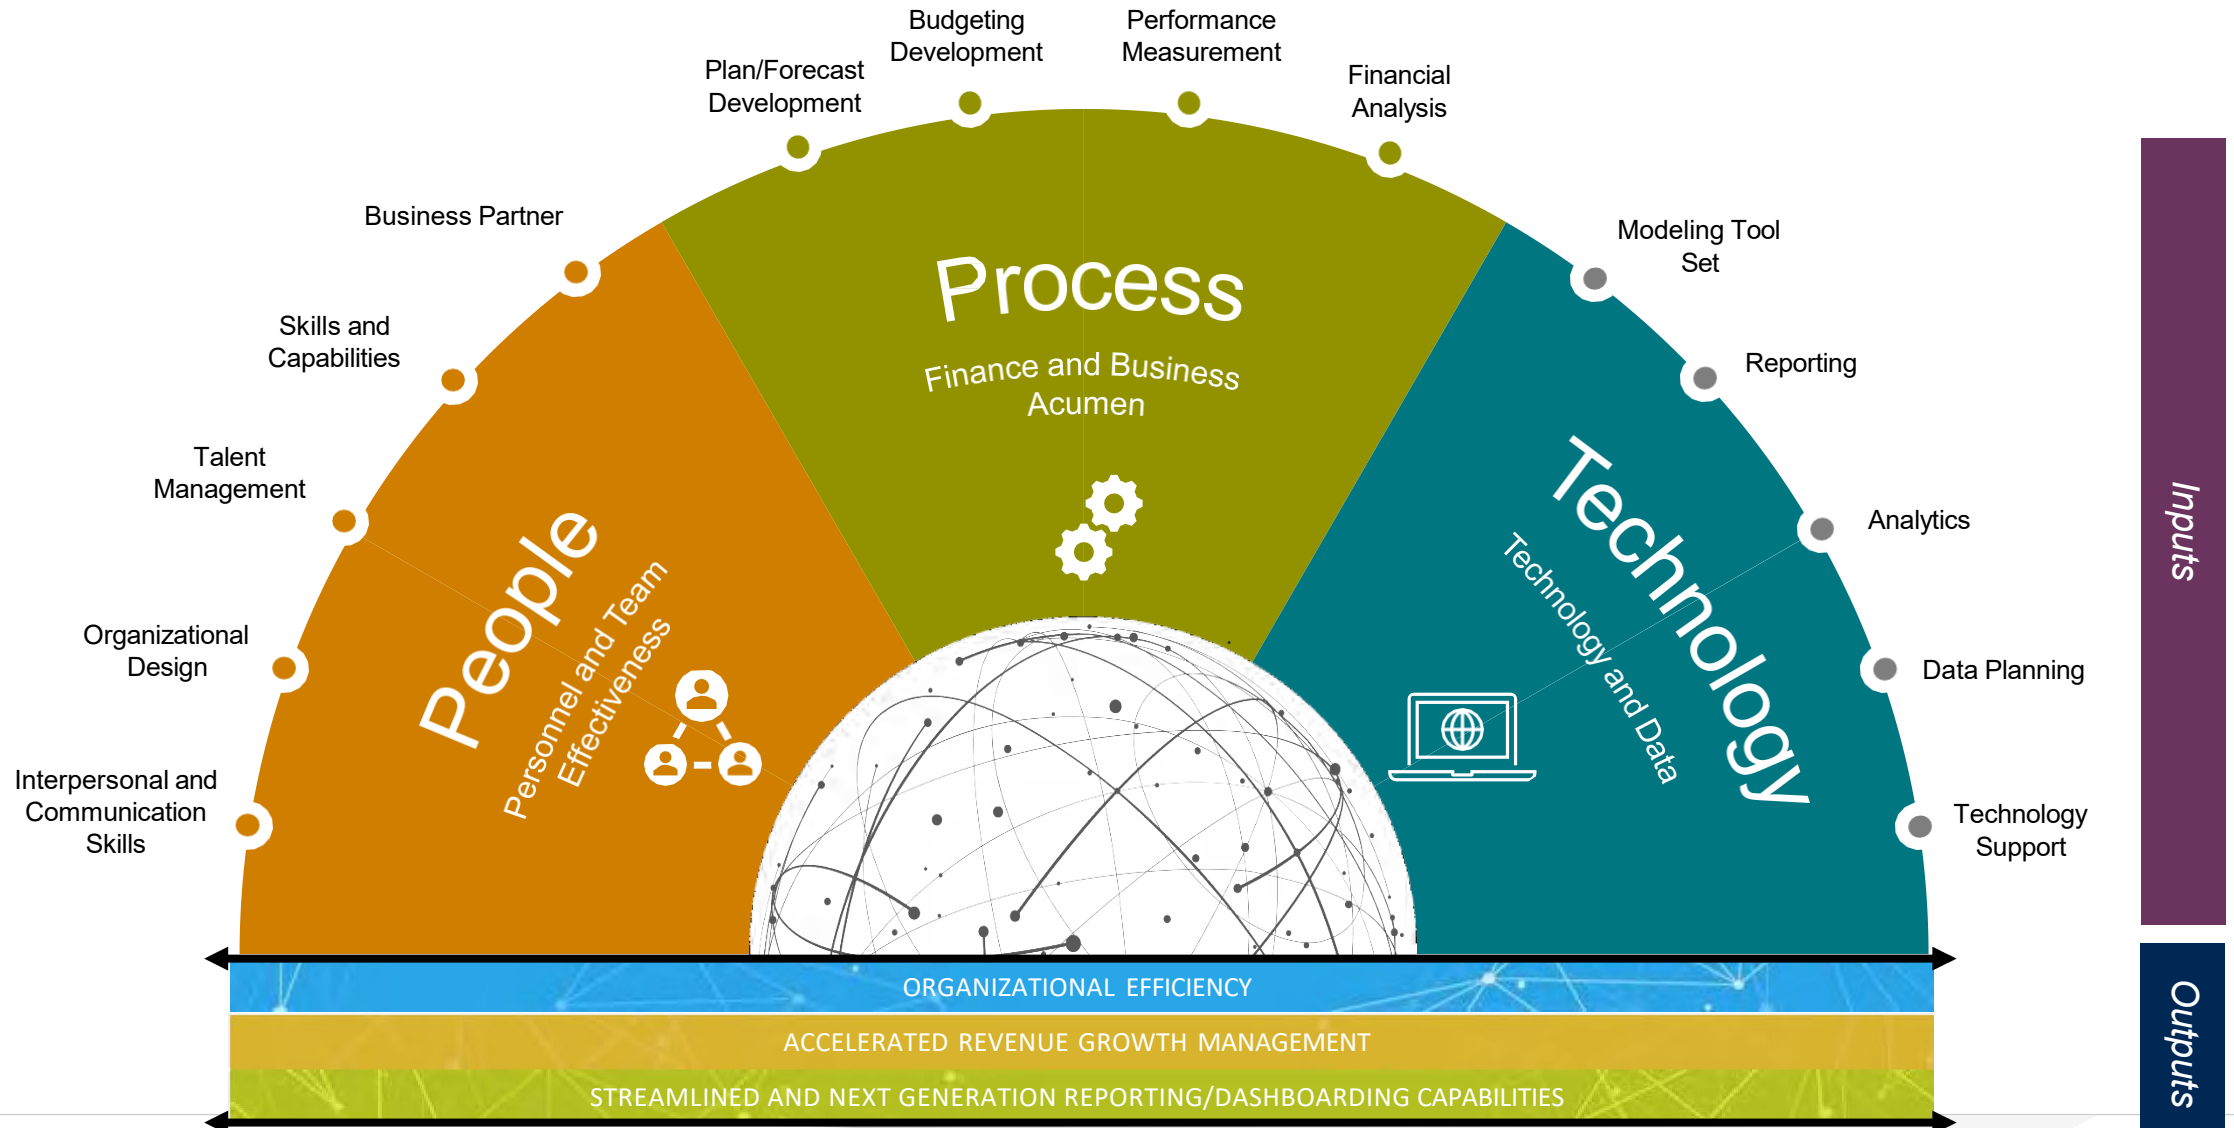 Budgeting
Development
Performance
Measurement
Plan/Forecast
Development
Financial
Analysis
Business Partner
Modeling Tool
Set
Skills and
Capabilities
Reporting
Talent
Management
Analytics
Organizational
Design
Data Planning
Interpersonal and
Communication
Skills
Technology
Support
People
Personnel and Team
Effectiveness
Process
Finance and Business
Acumen
Technology
Technology and Data
Inputs
Outputs
ORGANIZATIONAL EFFICIENCY
ACCELERATED REVENUE GROWTH MANAGEMENT
STREAMLINED AND NEXT GENERATION REPORTING/DASHBOARDING CAPABILITIES